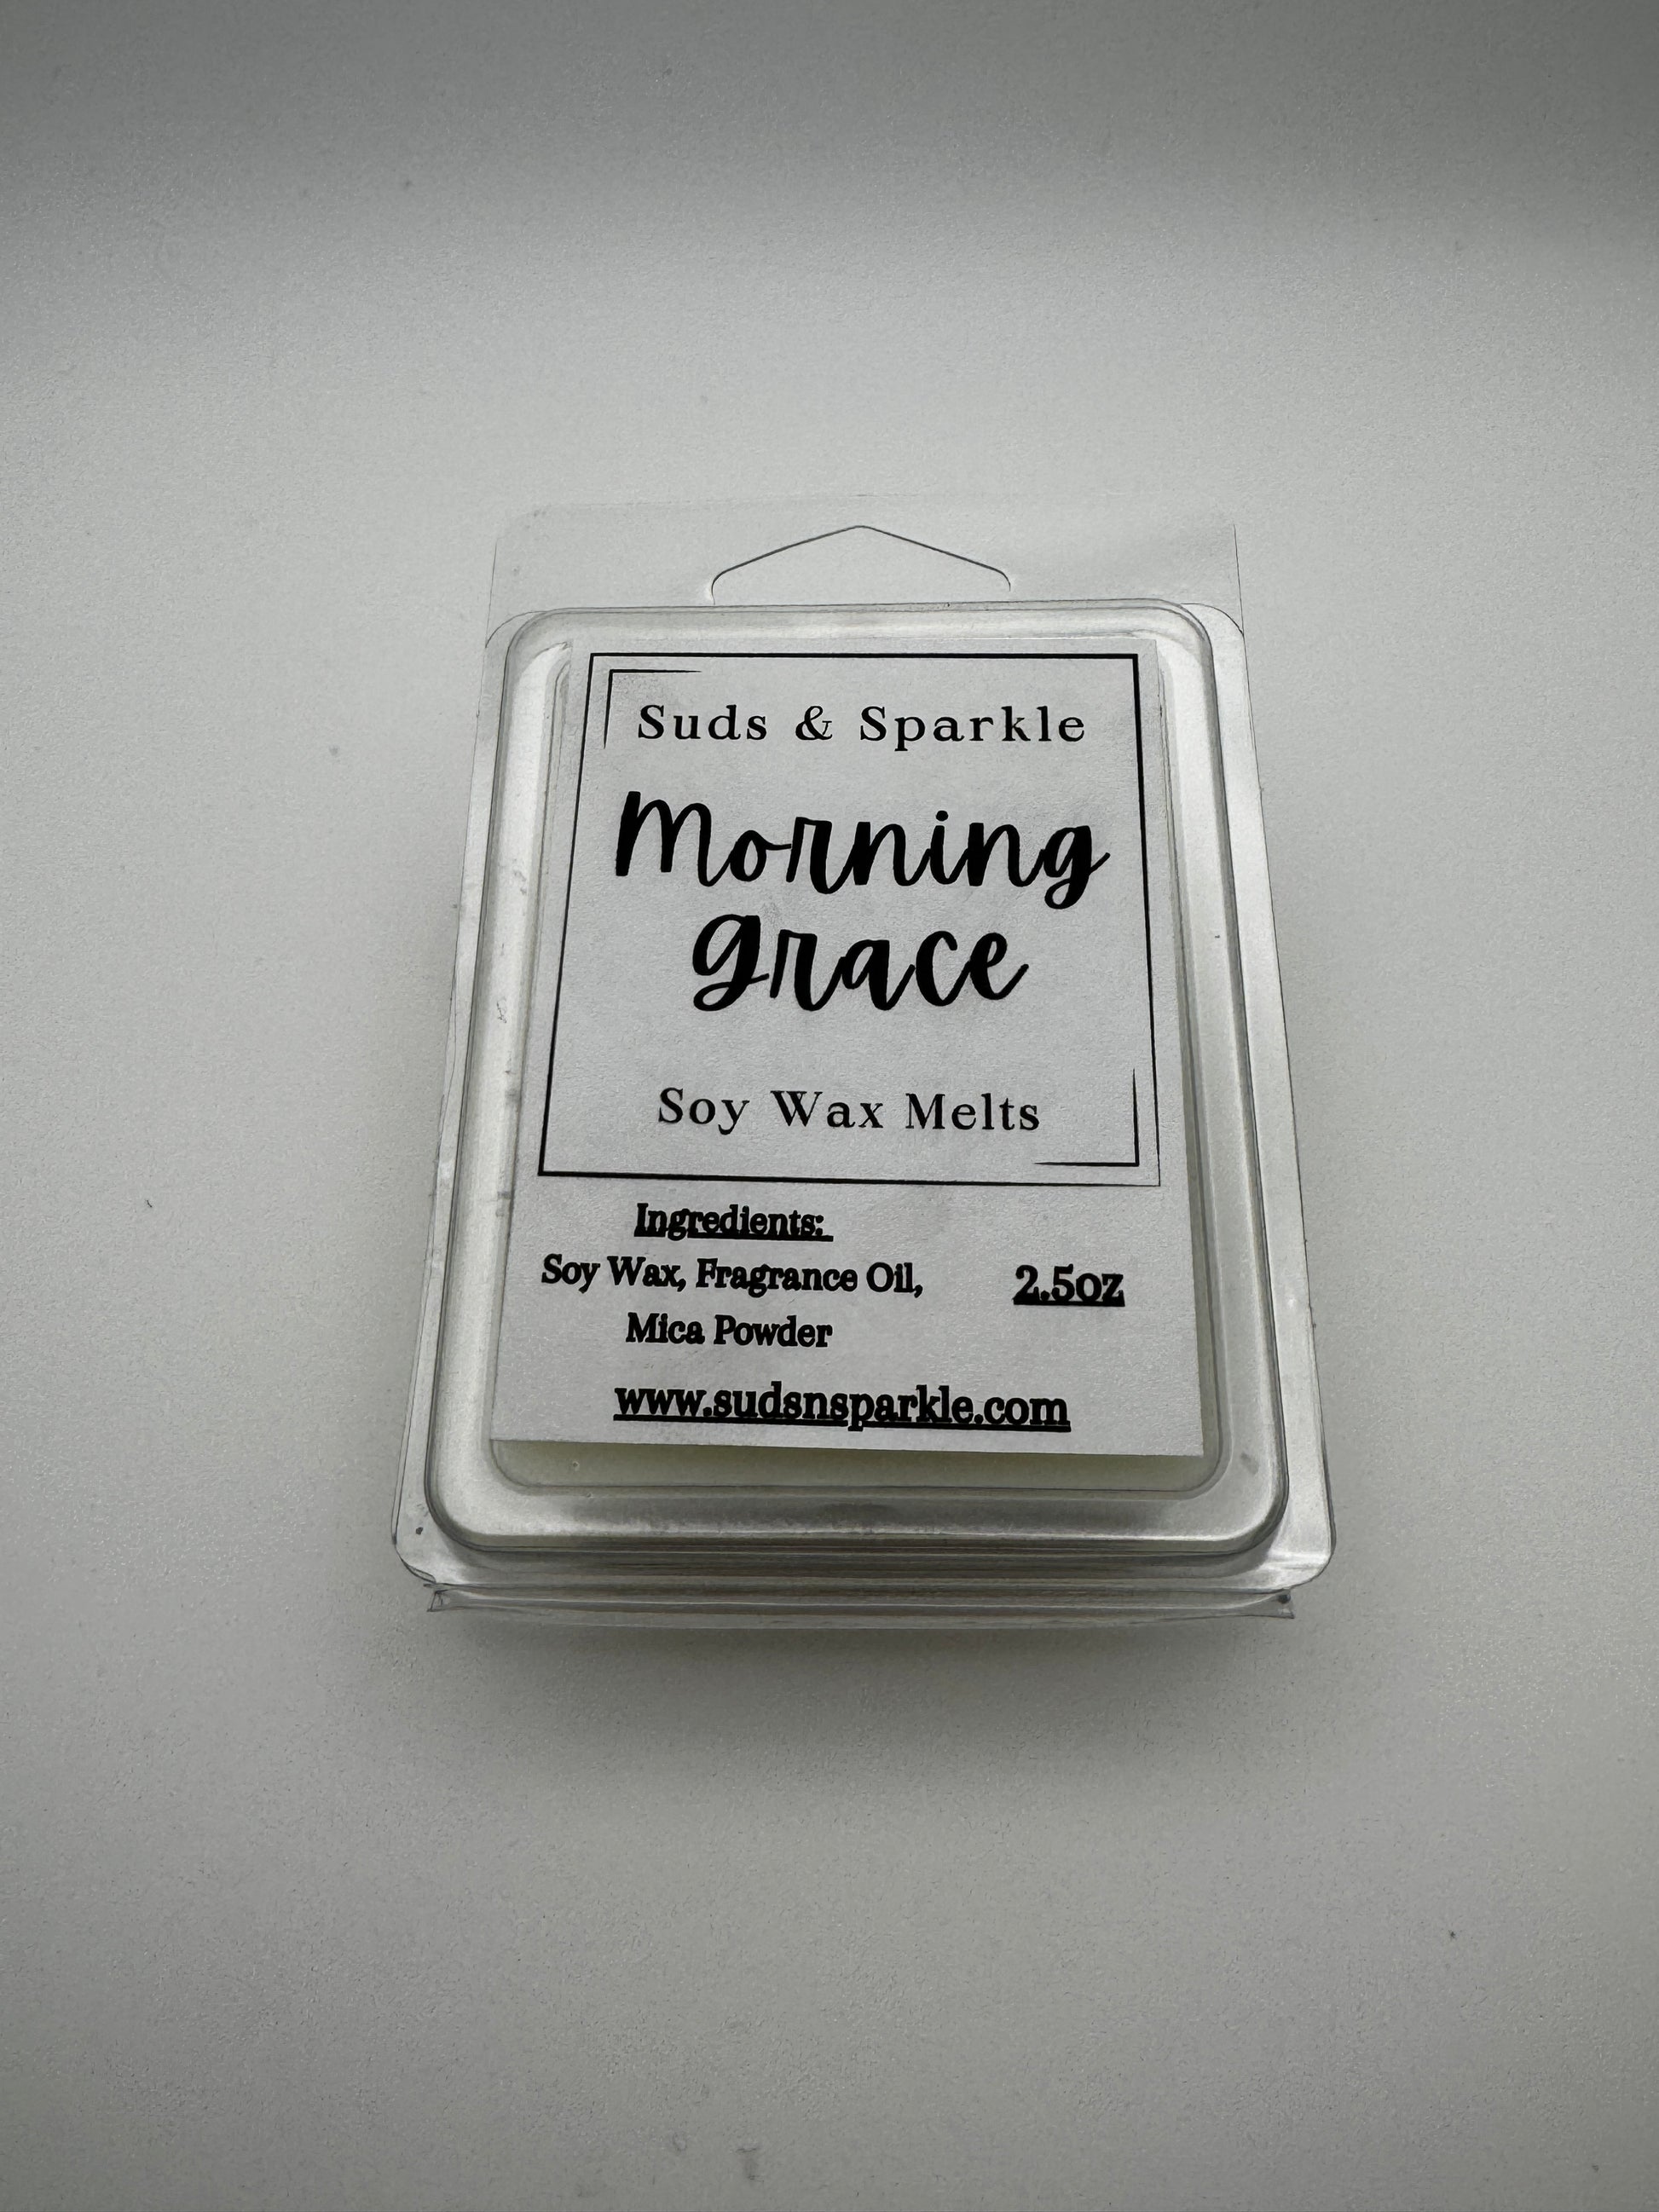 Suds & Sparkle
Morning
grace
Soy Wax Melts
Ingredients:
Soy Wax, Fragrance Oil,
Mica Powder
2.5oz
www.sudsnsparkle.com